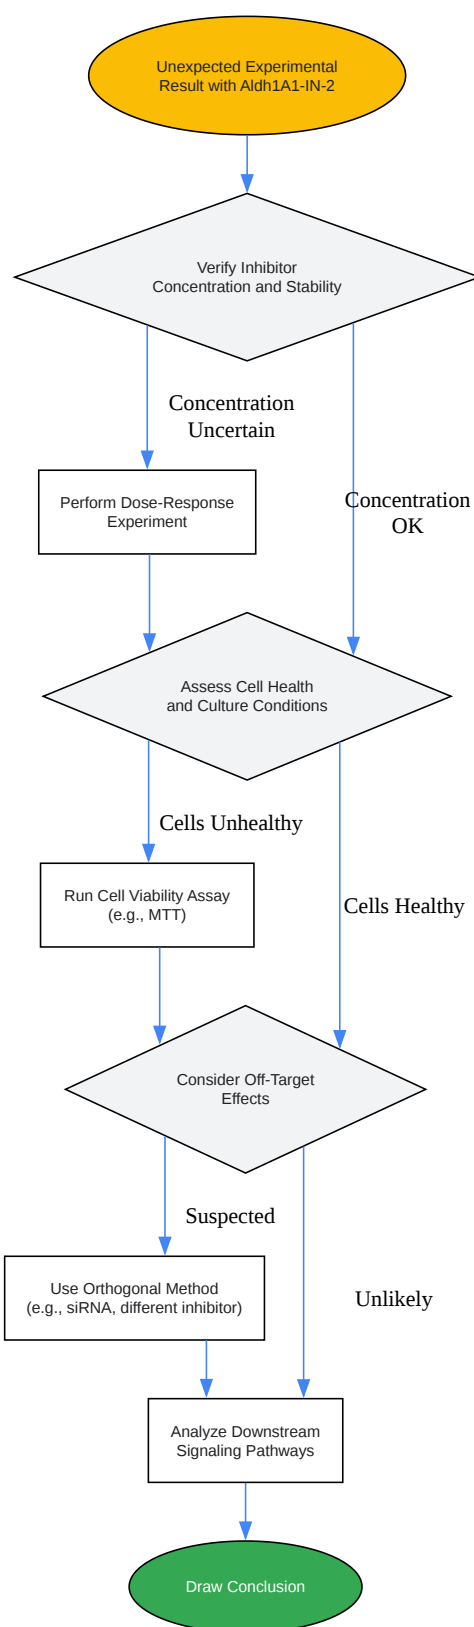 Unexpected Experimental
Result with Aldh1A1-IN-2
Verify Inhibitor
Concentration and Stability
Concentration
Uncertain
Perform Dose-Response
Experiment
Concentration
OK
Assess Cell Health
and Culture Conditions
Cells Unhealthy
Run Cell Viability Assay
(e.g., MTT)
Cells Healthy
Consider Off-Target
Effects
Suspected
Use Orthogonal Method
(e.g., siRNA, different inhibitor)
Unlikely
Analyze Downstream
Signaling Pathways
Draw Conclusion